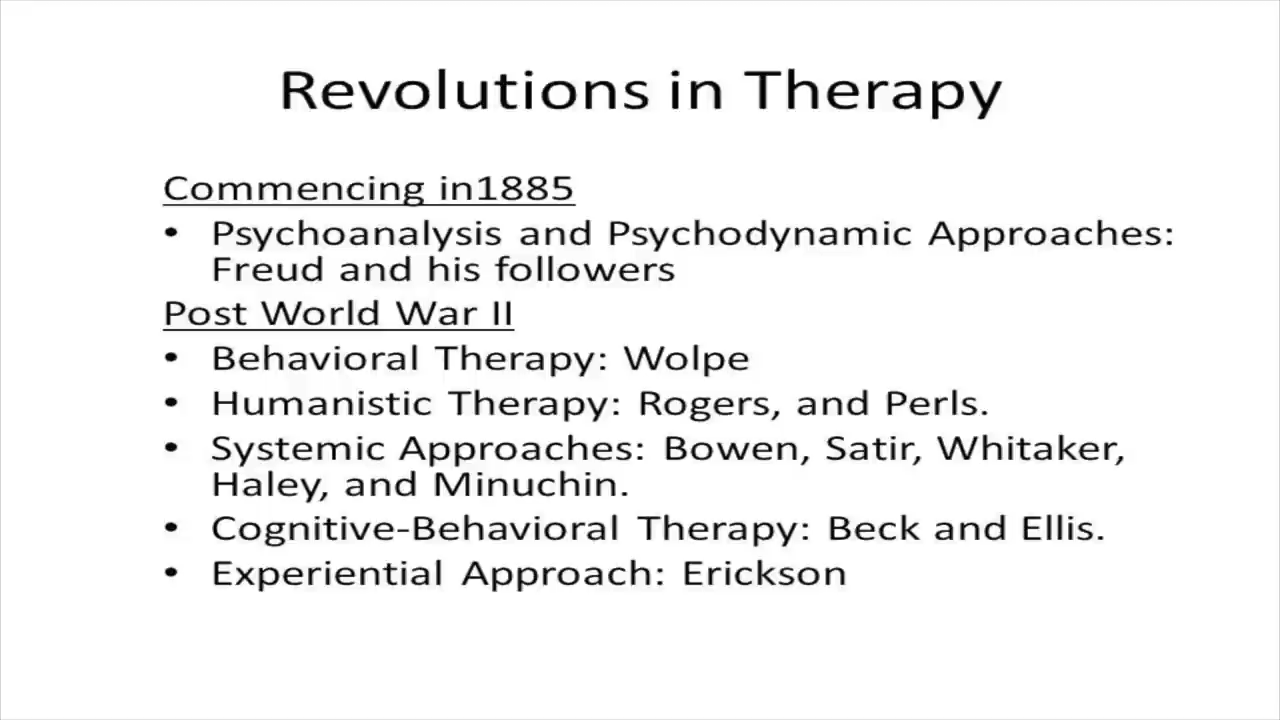 Revolutions in Therapy
Commencing in1885
• Psychoanalysis and Psychodynamic Approaches:
Freud and his followers
Post World War II
• Behavioral Therapy: Wolpe
• Humanistic Therapy: Rogers, and Perls.
• Systemic Approaches: Bowen, Satir, Whitaker,
Haley, and Minuchin.
• Cognitive-Behavioral Therapy: Beck and Ellis.
• Experiential Approach: Erickson